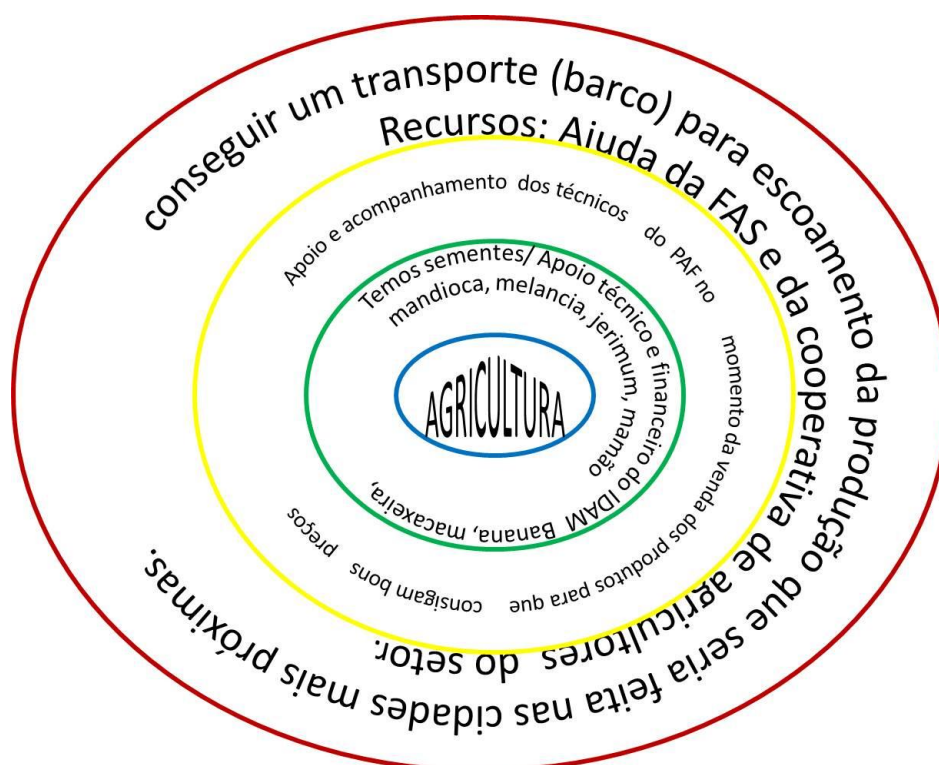 conseguir um transporte (barco) para escoamento da produção que seria feita nas cidades mais próximas.
Recursos: Ajuda da FAS e da cooperativa de agricultores do setor.
Apoio e acompanhamento dos técnicos do PAF no momento da venda dos produtos para que consigam bons preços
Temos sementes/ Apoio técnico e financeiro do IDAM Banana, macaxeira,
mandioca, melancia, jerimum, mamão
AGRICULTURA